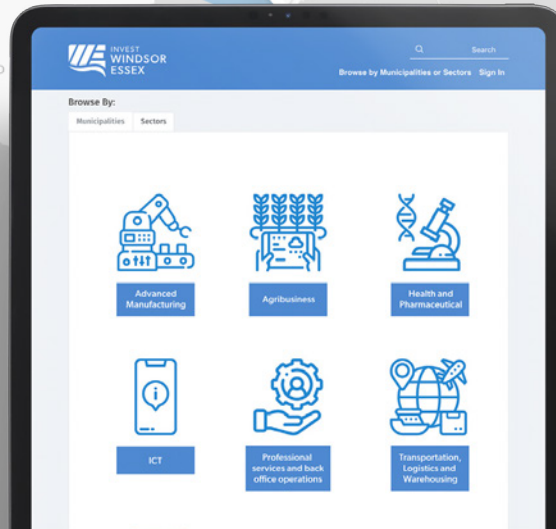 INVEST
WINDSOR
ESSEX
Search
Browse by Municipalities or Sectors Sign In
Browse By:
Municipalities Sectors
Advanced
Manufacturing
Agribusiness
Health and
Pharmaceutical
ICT
Professional
services and back
office operations
Transportation,
Logistics and
Warehousing